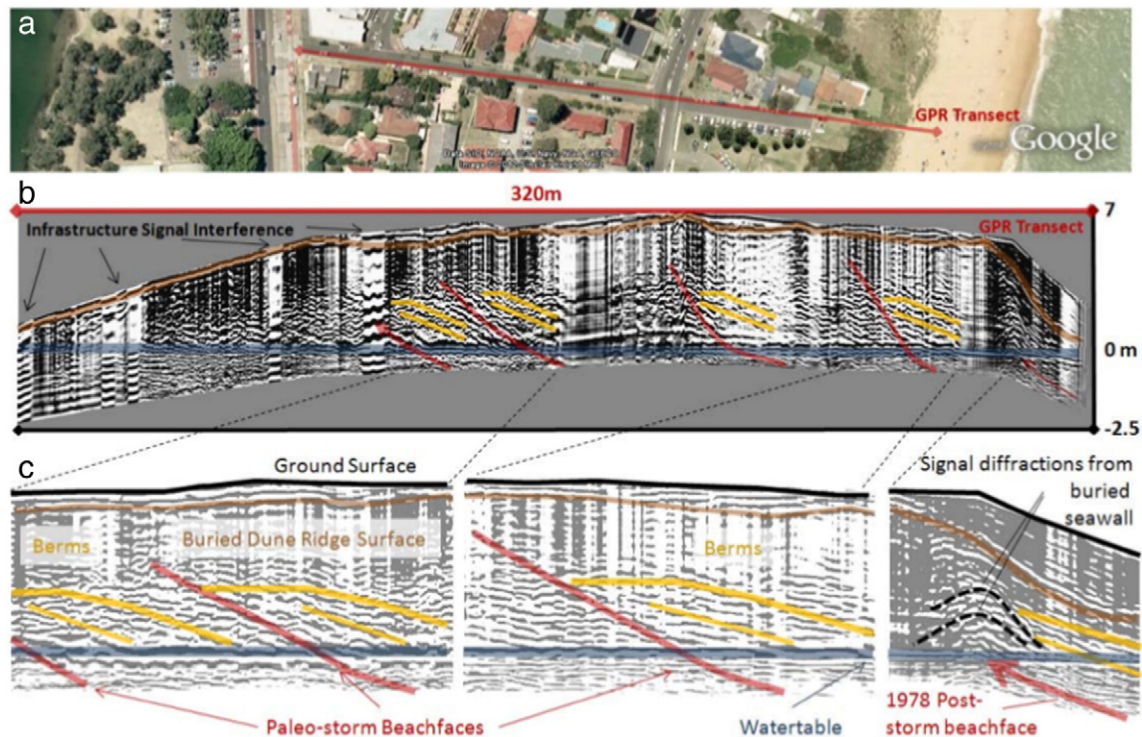 a
GPR Transect
Google
b
320m
7
Infrastructure Signal Interference
GPR Transect
0 m
-2.5
c
Ground Surface
Signal diffractions from
buried
seawall
Berms
Buried Dune Ridge Surface
Berms
Paleo-storm Beachfaces
Watertable
1978 Post-
storm beachface